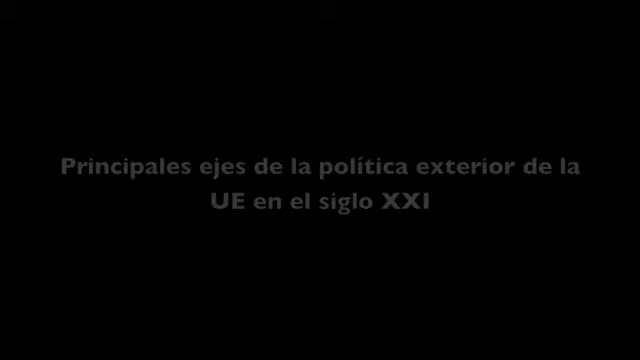 Principales ejes de la política exterior de la
UE en el siglo XXI